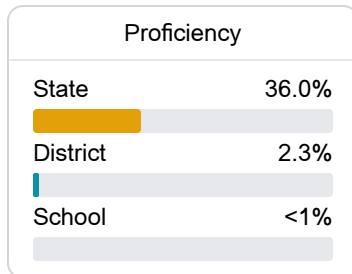 Proficiency
State 36.0%
District 2.3%
School <1%